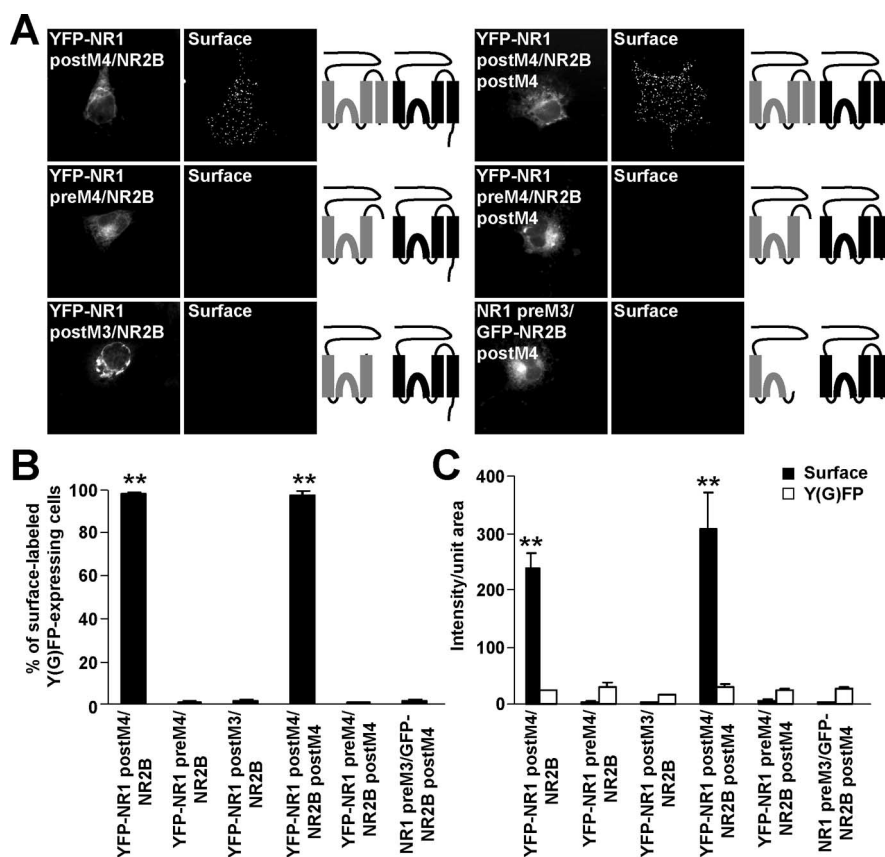 A
YFP-NR1
postM4/NR2B
Surface
YFP-NR1
postM4/NR2B
postM4
Surface
YFP-NR1
preM4/NR2B
Surface
YFP-NR1
preM4/NR2B
postM4
Surface
YFP-NR1
postM3/NR2B
Surface
NR1 preM3/
GFP-NR2B
postM4
Surface
B
% of surface-labeled
Y(G)FP-expressing cells
100
80
60
40
20
0
**
**
YFP-NR1 postM4/
NR2B
YFP-NR1 preM4/
NR2B
YFP-NR1 postM3/
NR2B
YFP-NR1 postM4/
NR2B postM4
YFP-NR1 preM4/
NR2B postM4
NR1 preM3/GFP-
NR2B postM4
C
Intensity/unit area
400
300
200
100
0
**
**
Surface
Y(G)FP
YFP-NR1 postM4/
NR2B
YFP-NR1 preM4/
NR2B
YFP-NR1 postM3/
NR2B
YFP-NR1 postM4/
NR2B postM4
YFP-NR1 preM4/
NR2B postM4
NR1 preM3/GFP-
NR2B postM4